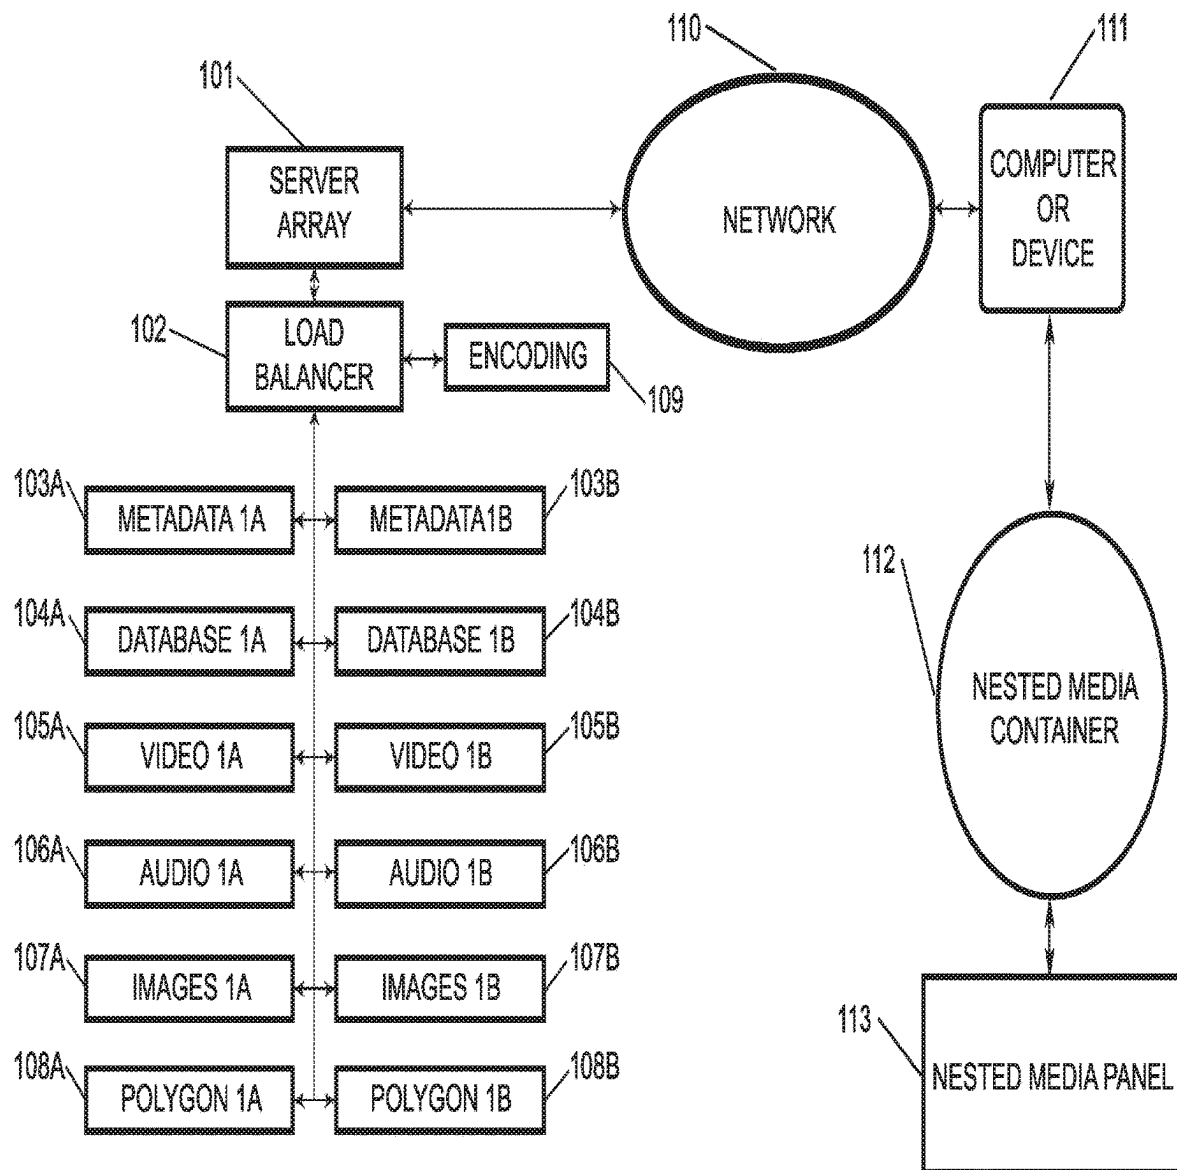 110
111
101
SERVER
ARRAY
NETWORK
COMPUTER
OR
DEVICE
102
LOAD
BALANCER
ENCODING
109
103A
METADATA 1A
METADATA1B
103B
104A
DATABASE 1A
DATABASE 1B
104B
105A
VIDEO 1A
VIDEO 1B
105B
106A
AUDIO 1A
AUDIO 1B
106B
107A
IMAGES 1A
IMAGES 1B
107B
108A
POLYGON 1A
POLYGON 1B
108B
112
NESTED MEDIA
CONTAINER
113
NESTED MEDIA PANEL